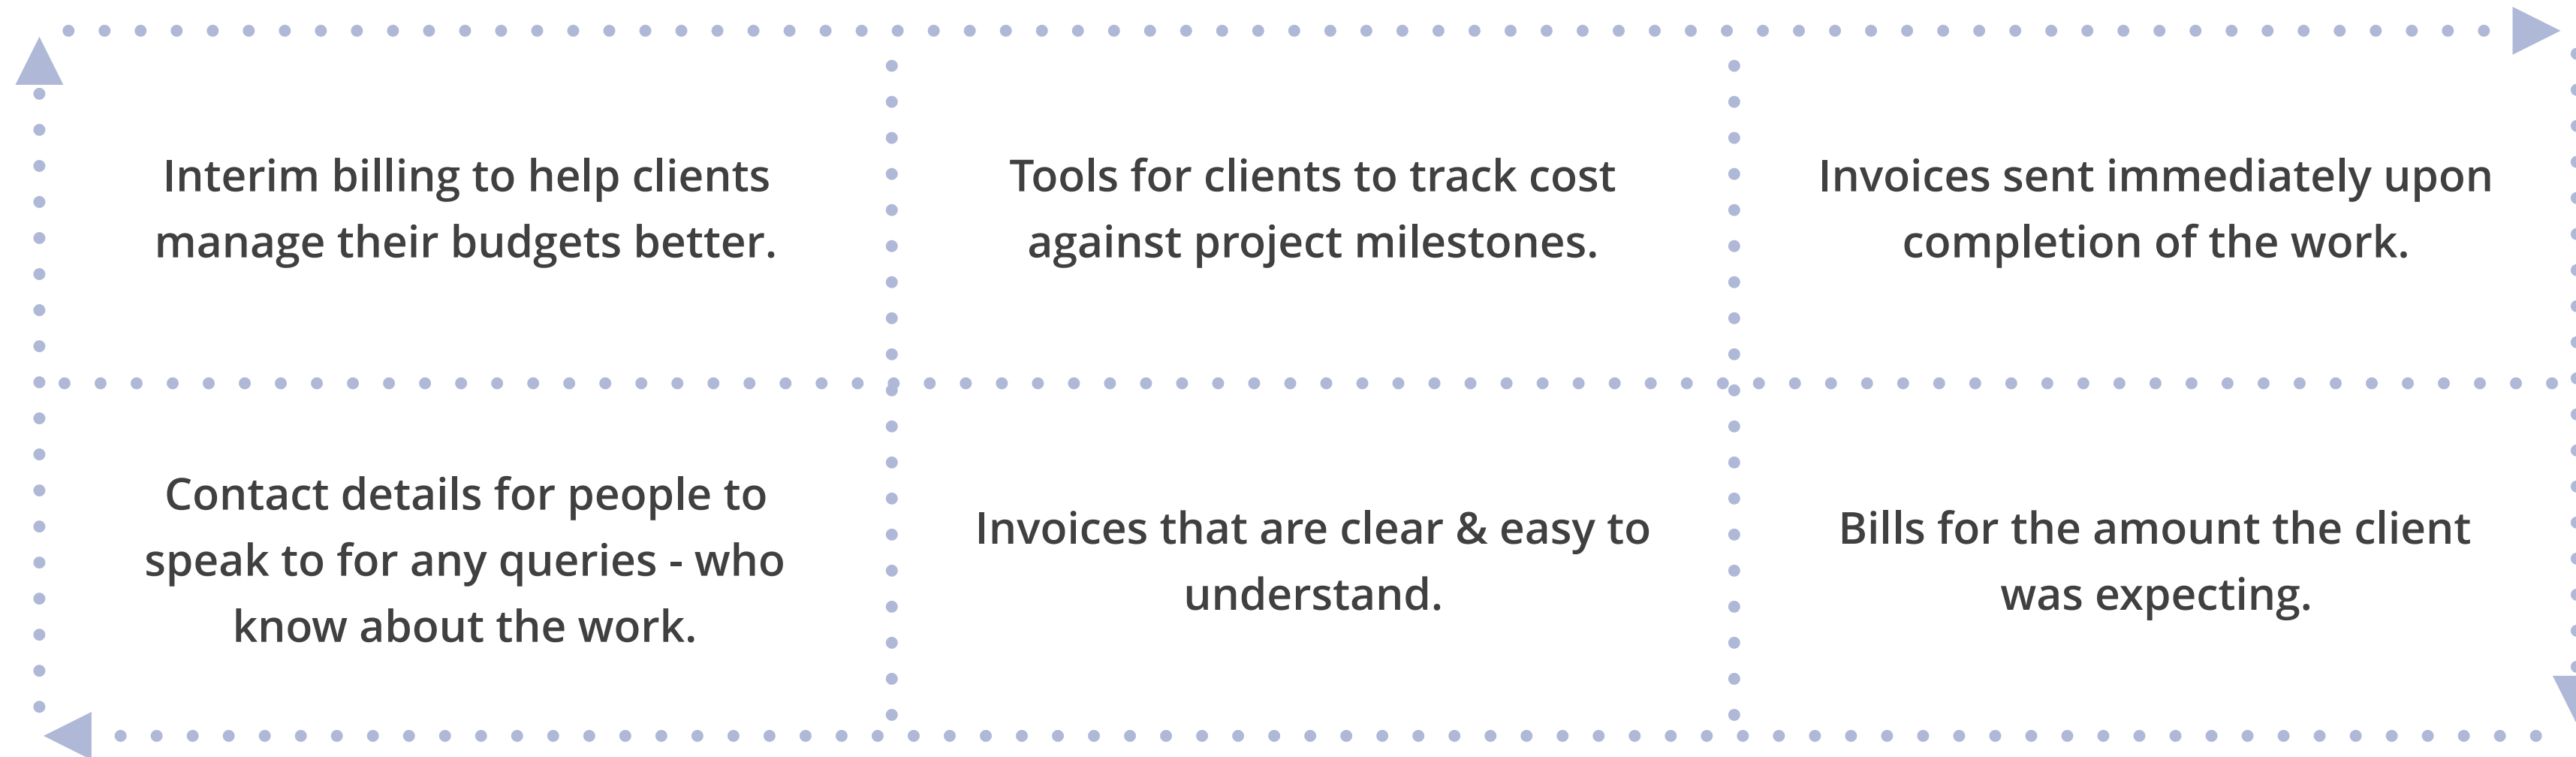 Interim billing to help clients
manage their budgets better.
Tools for clients to track cost
against project milestones.
Invoices sent immediately upon
completion of the work.
Contact details for people to
speak to for any queries - who
know about the work.
Invoices that are clear & easy to
understand.
Bills for the amount the client
was expecting.